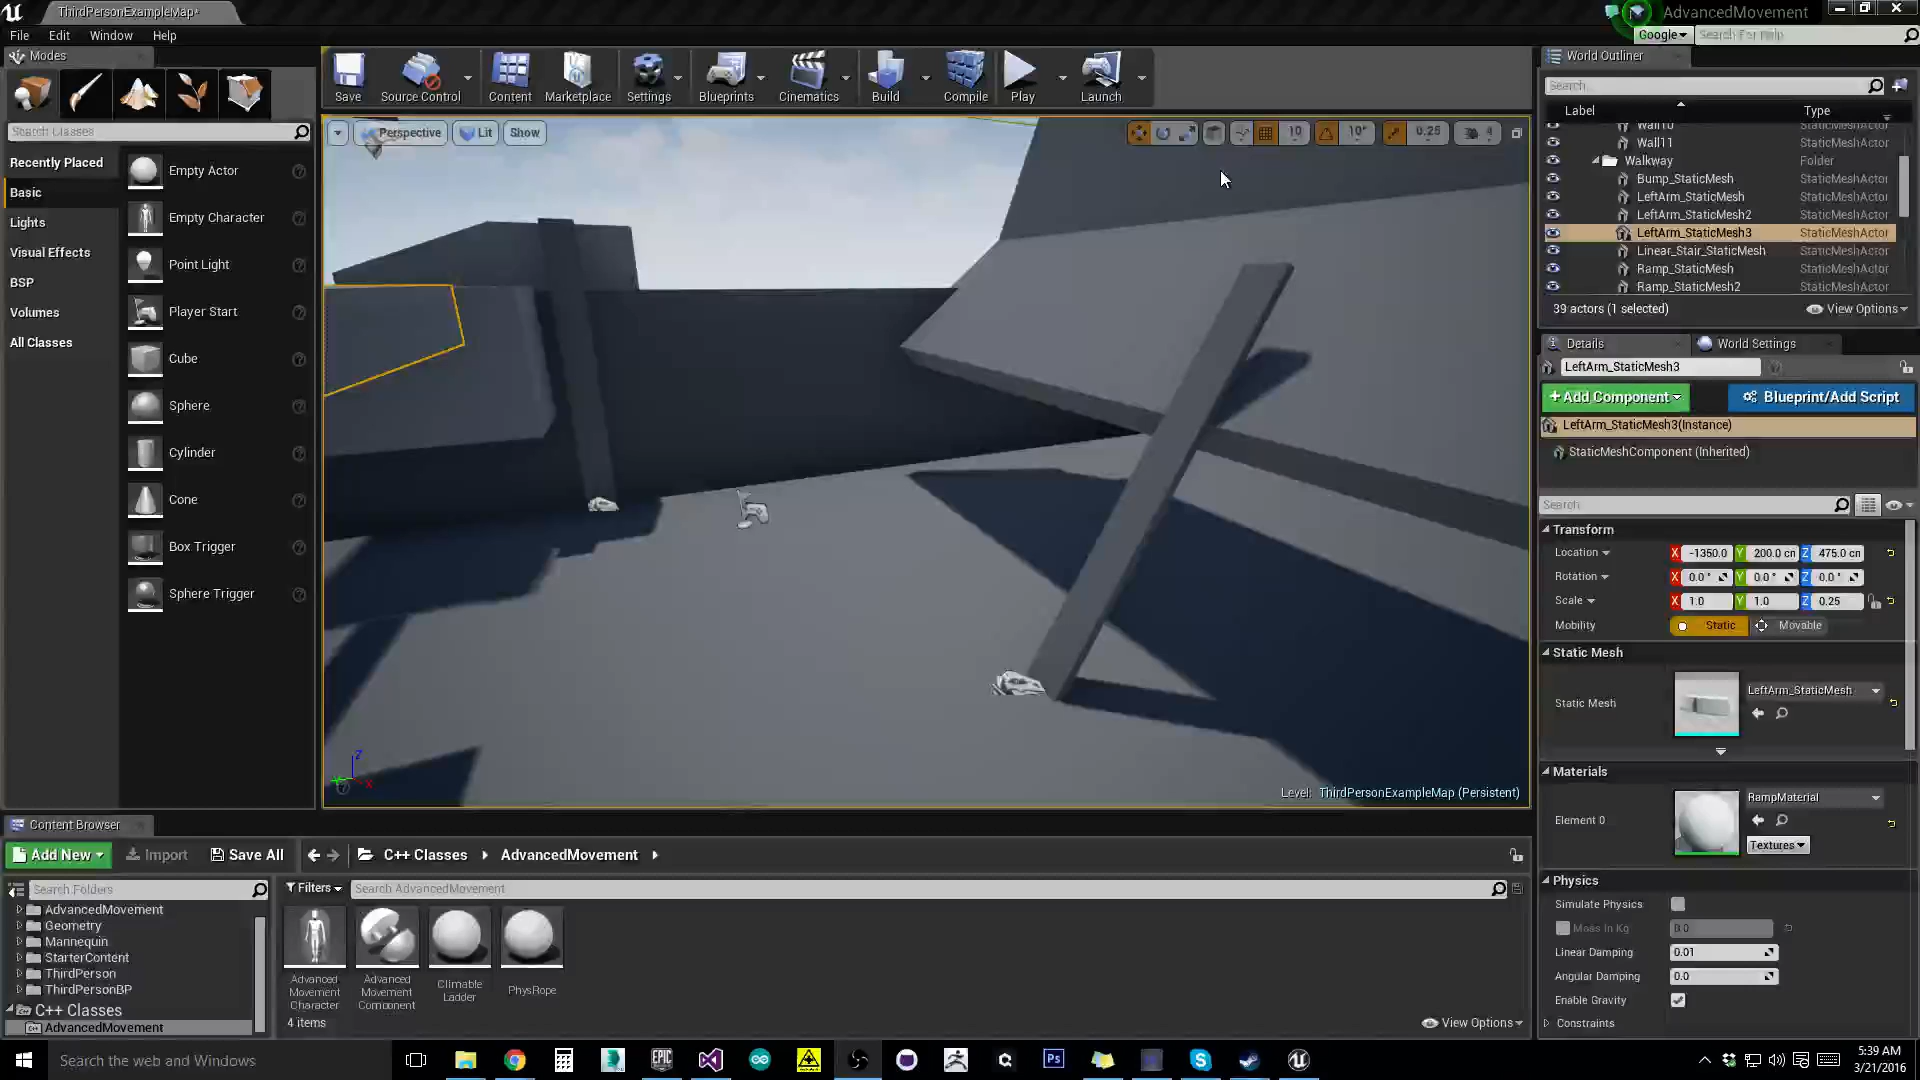 ThirdPersonExampleMap*
AdvancedMovement
File
Edit
Window
Help
Google
Search For Help
Modes
Search Classes
Recently Placed
Basic
Lights
Visual Effects
BSP
Volumes
All Classes
Empty Actor
Empty Character
Point Light
Player Start
Cube
Sphere
Cylinder
Cone
Box Trigger
Sphere Trigger
Save
Source Control
Content
Marketplace
Settings
Blueprints
Cinematics
Build
Compile
Play
Launch
Perspective
Lit
Show
10
10°
0.25
4
Level: ThirdPersonExampleMap (Persistent)
World Outliner
Search
Label
Type
Wall10 StaticMeshActor
Wall11 StaticMeshActor
Walkway Folder
Bump_StaticMesh StaticMeshActor
LeftArm_StaticMesh StaticMeshActor
LeftArm_StaticMesh2 StaticMeshActor
LeftArm_StaticMesh3 StaticMeshActor
Linear_Stair_StaticMesh StaticMeshActor
Ramp_StaticMesh StaticMeshActor
Ramp_StaticMesh2 StaticMeshActor
39 actors (1 selected)
View Options
Details
World Settings
LeftArm_StaticMesh3
+Add Component
Blueprint/Add Script
LeftArm_StaticMesh3(Instance)
StaticMeshComponent (Inherited)
Search
Transform
Location X -1350.0 Y 200.0 cn Z 475.0 cn
Rotation X 0.0 ° Y 0.0 ° Z 0.0 °
Scale X 1.0 Y 1.0 Z 0.25
Mobility Static Movable
Static Mesh
Static Mesh
LeftArm_StaticMesh
Materials
Element 0
RampMaterial
Textures
Physics
Simulate Physics
Mass In Kg 0.0
Linear Damping 0.01
Angular Damping 0.0
Enable Gravity
Constraints
Content Browser
Add New
Import
Save All
C++ Classes
AdvancedMovement
Search Folders
Filters
Search AdvancedMovement
AdvancedMovement
Geometry
Mannequin
StarterContent
ThirdPerson
ThirdPersonBP
C++ Classes
AdvancedMovement
Advanced Movement Character
Advanced Movement Component
Climable Ladder
PhysRope
4 items
View Options
Search the web and Windows
EPIC
Ps
5:39 AM
3/21/2016